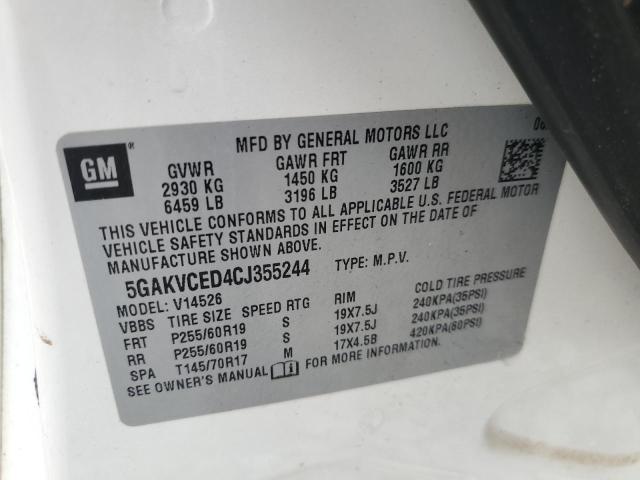 GM
MFD BY GENERAL MOTORS LLC
GVWR GAWR FRT GAWR RR
2930 KG 1450 KG 1600 KG
6459 LB 3196 LB 3527 LB
THIS VEHICLE CONFORMS TO ALL APPLICABLE U.S. FEDERAL MOTOR
VEHICLE SAFETY STANDARDS IN EFFECT ON THE DATE OF
MANUFACTURE SHOWN ABOVE.
5GAKVCED4CJ355244 TYPE: M.P.V.
MODEL: V14526
VBBS TIRE SIZE SPEED RTG RIM COLD TIRE PRESSURE
FRT P255/60R19 S 19X7.5J 240KPA(35PSI)
RR P255/60R19 S 19X7.5J 240KPA(35PSI)
SPA T145/70R17 M 17X4.5B 420KPA(60PSI)
SEE OWNER'S MANUAL FOR MORE INFORMATION.